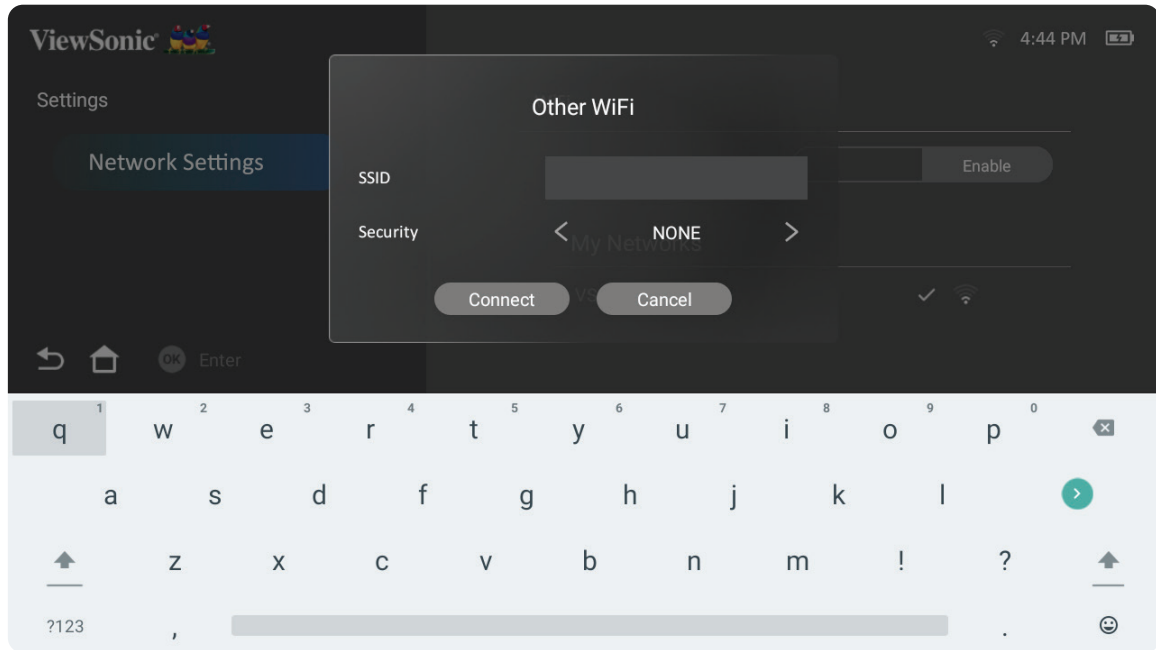 ViewSonic®
4:44 PM
Settings
Other WiFi
Network Settings
Enable
SSID
Security
< NONE >
My Networks
VS
Connect
Cancel
OK Enter
q 1 w 2 e 3 r 4 t 5 y 6 u 7 i 8 o 9 p 0
a s d f g h j k l
z x c v b n m ! ?
?123 , .